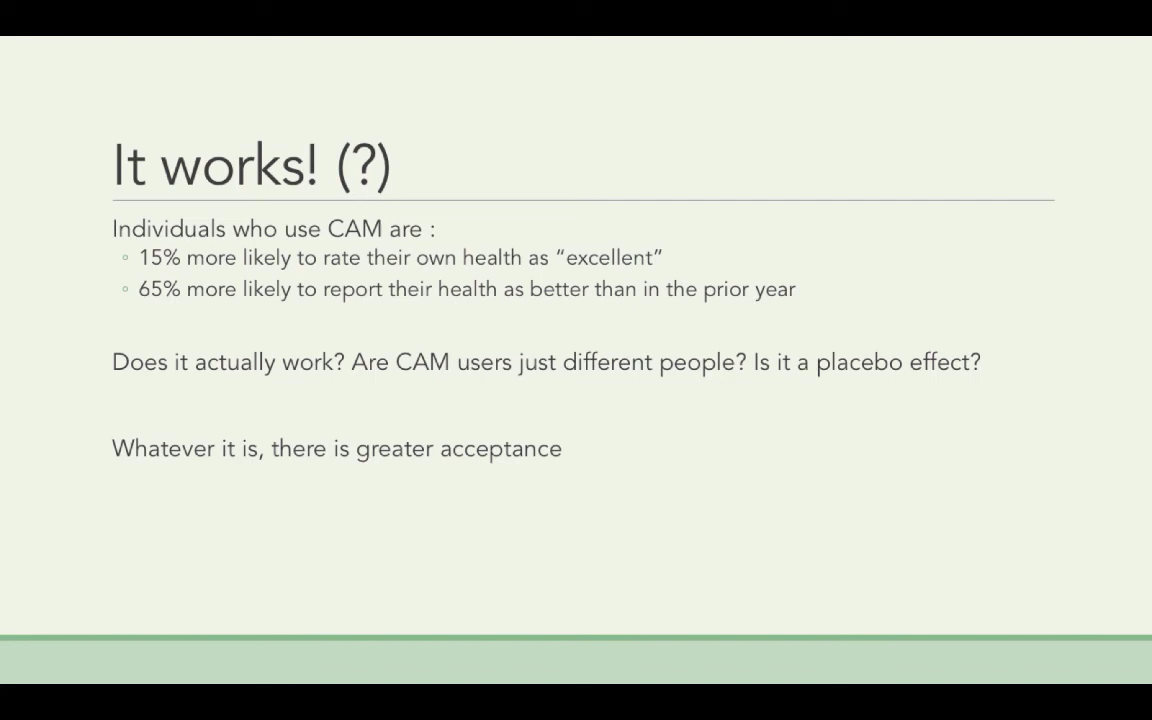 It works! (?)
Individuals who use CAM are :
◦ 15% more likely to rate their own health as “excellent”
◦ 65% more likely to report their health as better than in the prior year
Does it actually work? Are CAM users just different people? Is it a placebo effect?
Whatever it is, there is greater acceptance